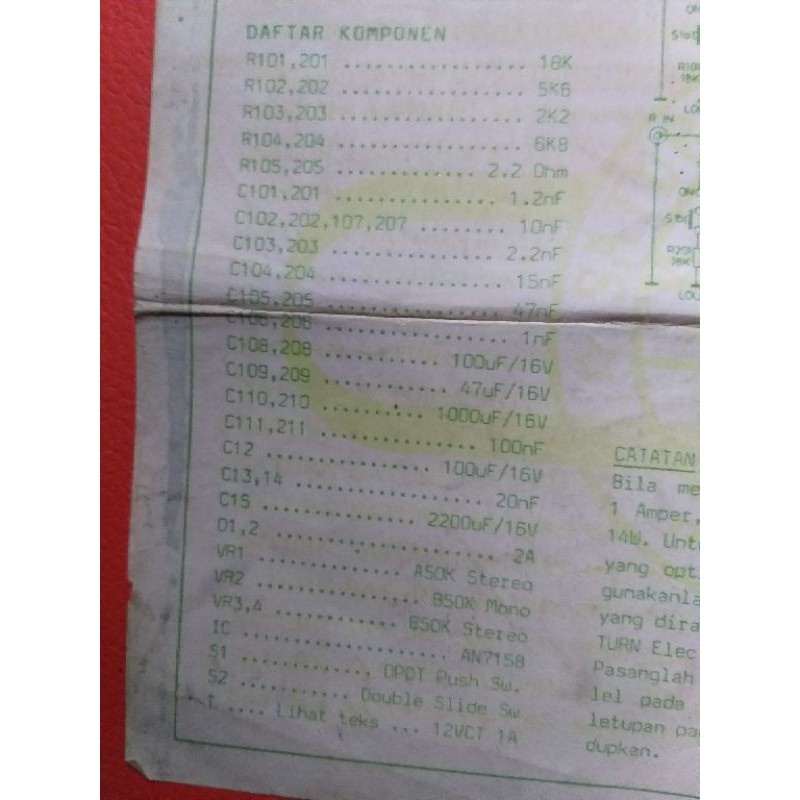 DAFTAR KOMPONEN
R101,201 .................. 18K
R102,202 .................. 5K6
R103,203 .................. 2K2
R104,204 .................. 6K8
R105,205 ............. 2.2 Ohm
C101,201 ............... 1.2nF
C102,202,107,207 ........ 10nF
C103,203 ............... 2.2nF
C104,204 ................ 15nF
C105,205 ................ 47nF
C106,206 ................. 1nF
C108,208 ........... 100uF/16V
C109,209 ............ 47uF/16V
C110,210 .......... 1000uF/16V
C111,211 ............... 100nF
C12 ............... 100uF/16V
C13,14 .................. 20nF
C15 .............. 2200uF/16V
D1,2 ...................... 2A
VR1 ............. A50K Stereo
VR2 ............... B50K Mono
VR3,4 ........... B50K Stereo
IC .................... AN7158
S1 ............ DPDT Push Sw.
S2 .......... Double Slide Sw
T .... Lihat teks ... 12VCT 1A
R IN
18K
CATATAN
Bila me
1 Amper,
14W. Unt
yang opt
gunakanla
yang dira
TURN Elec
Pasanglah
lel pada
letupan pa
dupkan.